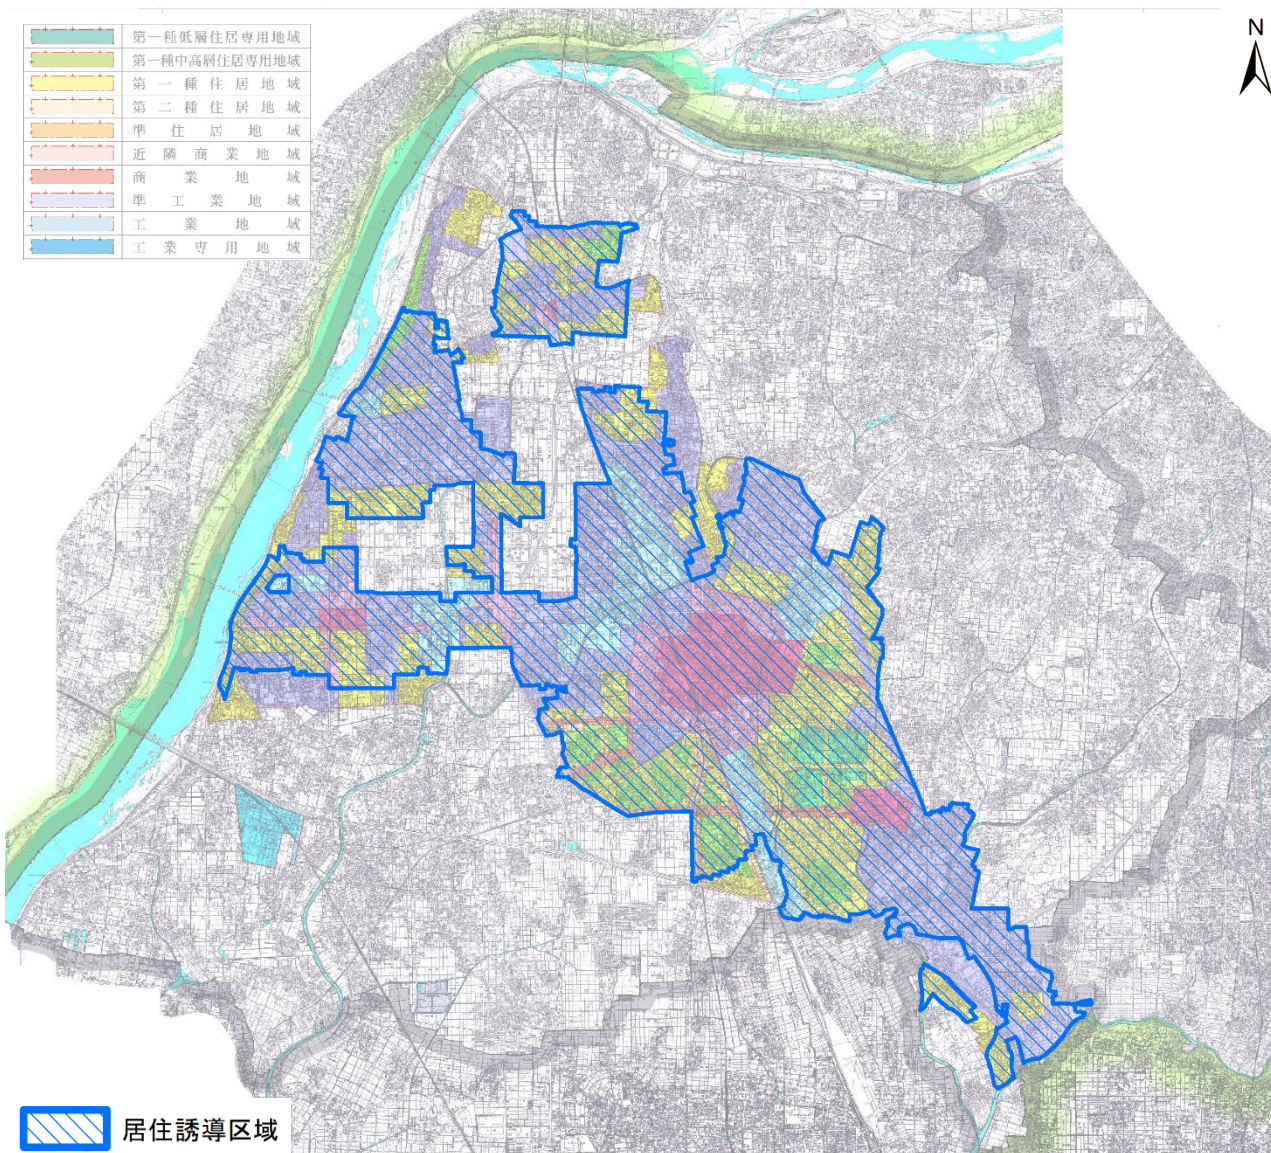 第一種低層住居専用地域
第一種中高層住居専用地域
第一種住居地域
第二種住居地域
準住居地域
近隣商業地域
商業地域
準工業地域
工業地域
工業専用地域
N
居住誘導区域